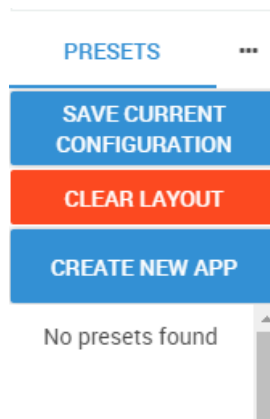 PRESETS
SAVE CURRENT
CONFIGURATION
CLEAR LAYOUT
CREATE NEW APP
No presets found